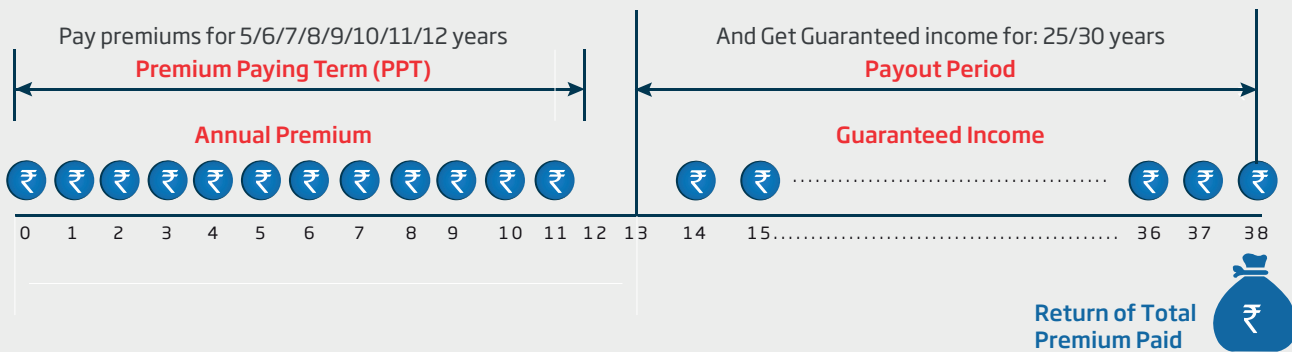 Pay premiums for 5/6/7/8/9/10/11/12 years
Premium Paying Term (PPT)
And Get Guaranteed income for: 25/30 years
Payout Period
Annual Premium
Guaranteed Income
₹ ₹ ₹ ₹ ₹ ₹ ₹ ₹ ₹ ₹ ₹ ₹ ₹ ₹ .......................................... ₹ ₹ ₹
0 1 2 3 4 5 6 7 8 9 10 11 12 13 14 15.............................................. 36 37 38
₹
Return of Total
Premium Paid